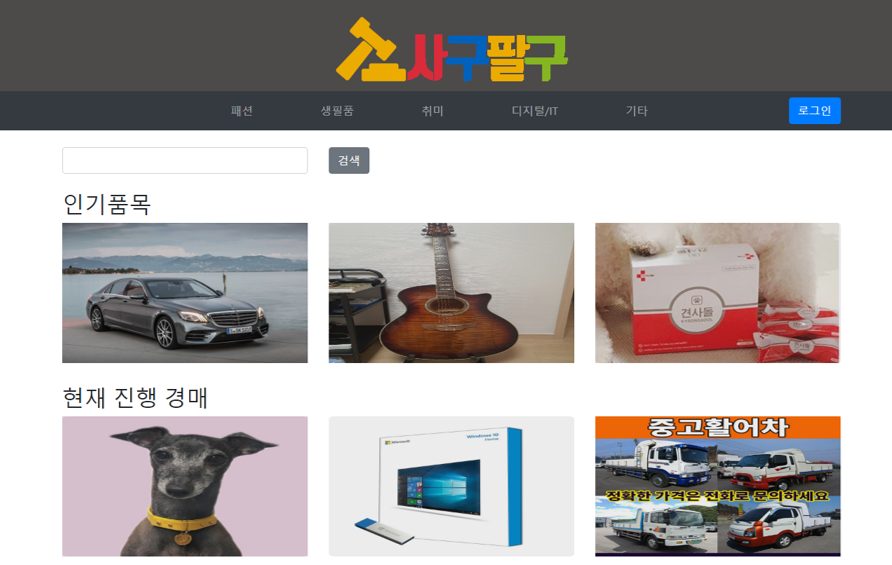 사구팔구
패션 생필품 취미 디지털/IT 기타 로그인
검색
인기품목
견사돌
현재 진행 경매
Microsoft
Windows 10
중고활어차
정확한 가격은 전화로 문의하세요